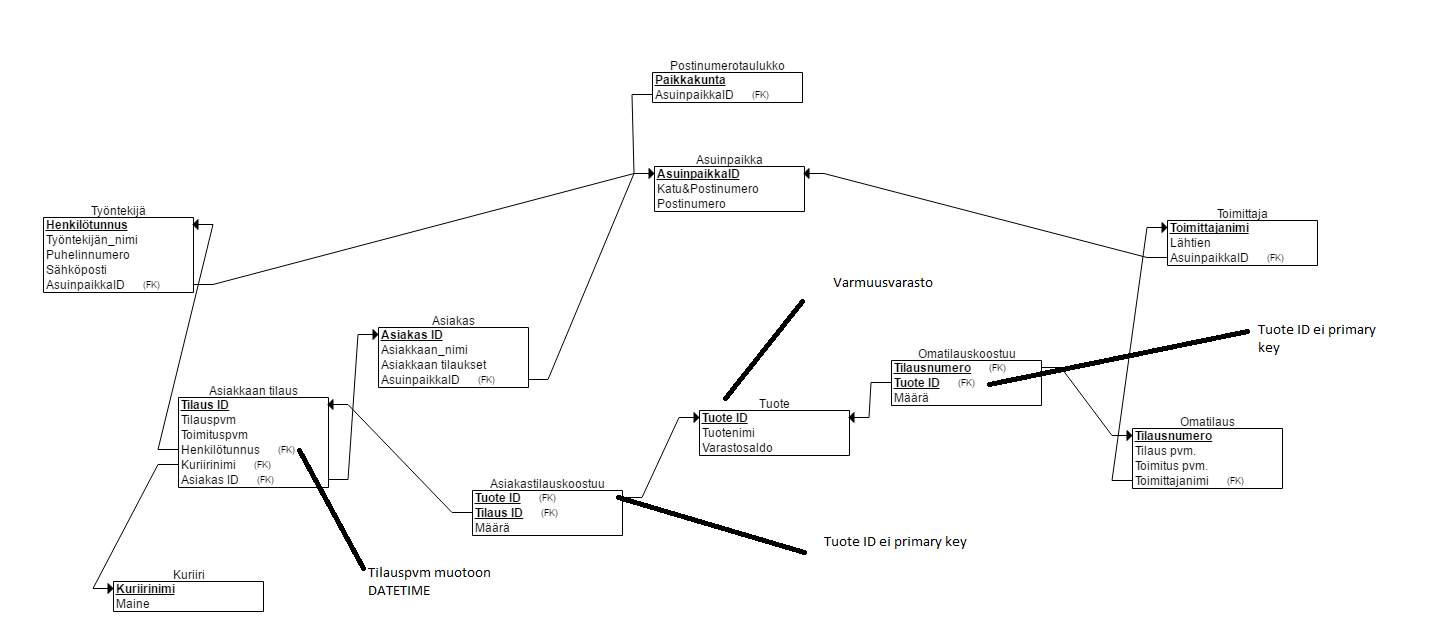 Postinumerotaulukko
Paikkakunta
AsuinpaikkaID (FK)
Asuinpaikka
AsuinpaikkaID
Katu&Postinumero
Postinumero
Työntekijä
Henkilötunnus
Työntekijän_nimi
Puhelinnumero
Sähköposti
AsuinpaikkaID (FK)
Toimittaja
Toimittajanimi
Lähtien
AsuinpaikkaID (FK)
Varmuusvarasto
Asiakas
Asiakas ID
Asiakkaan_nimi
Asiakkaan tilaukset
AsuinpaikkaID (FK)
Tuote ID ei primary
key
Omatilauskoostuu
Tilausnumero (FK)
Tuote ID (FK)
Määrä
Asiakkaan tilaus
Tilaus ID
Tilauspvm
Toimituspvm
Henkilötunnus (FK)
Kuriirinimi (FK)
Asiakas ID (FK)
Tuote
Tuote ID
Tuotenimi
Varastosaldo
Omatilaus
Tilausnumero
Tilaus pvm.
Toimitus pvm.
Toimittajanimi (FK)
Asiakastilauskoostuu
Tuote ID (FK)
Tilaus ID (FK)
Määrä
Tuote ID ei primary key
Tilauspvm muotoon
DATETIME
Kuriiri
Kuriirinimi
Maine